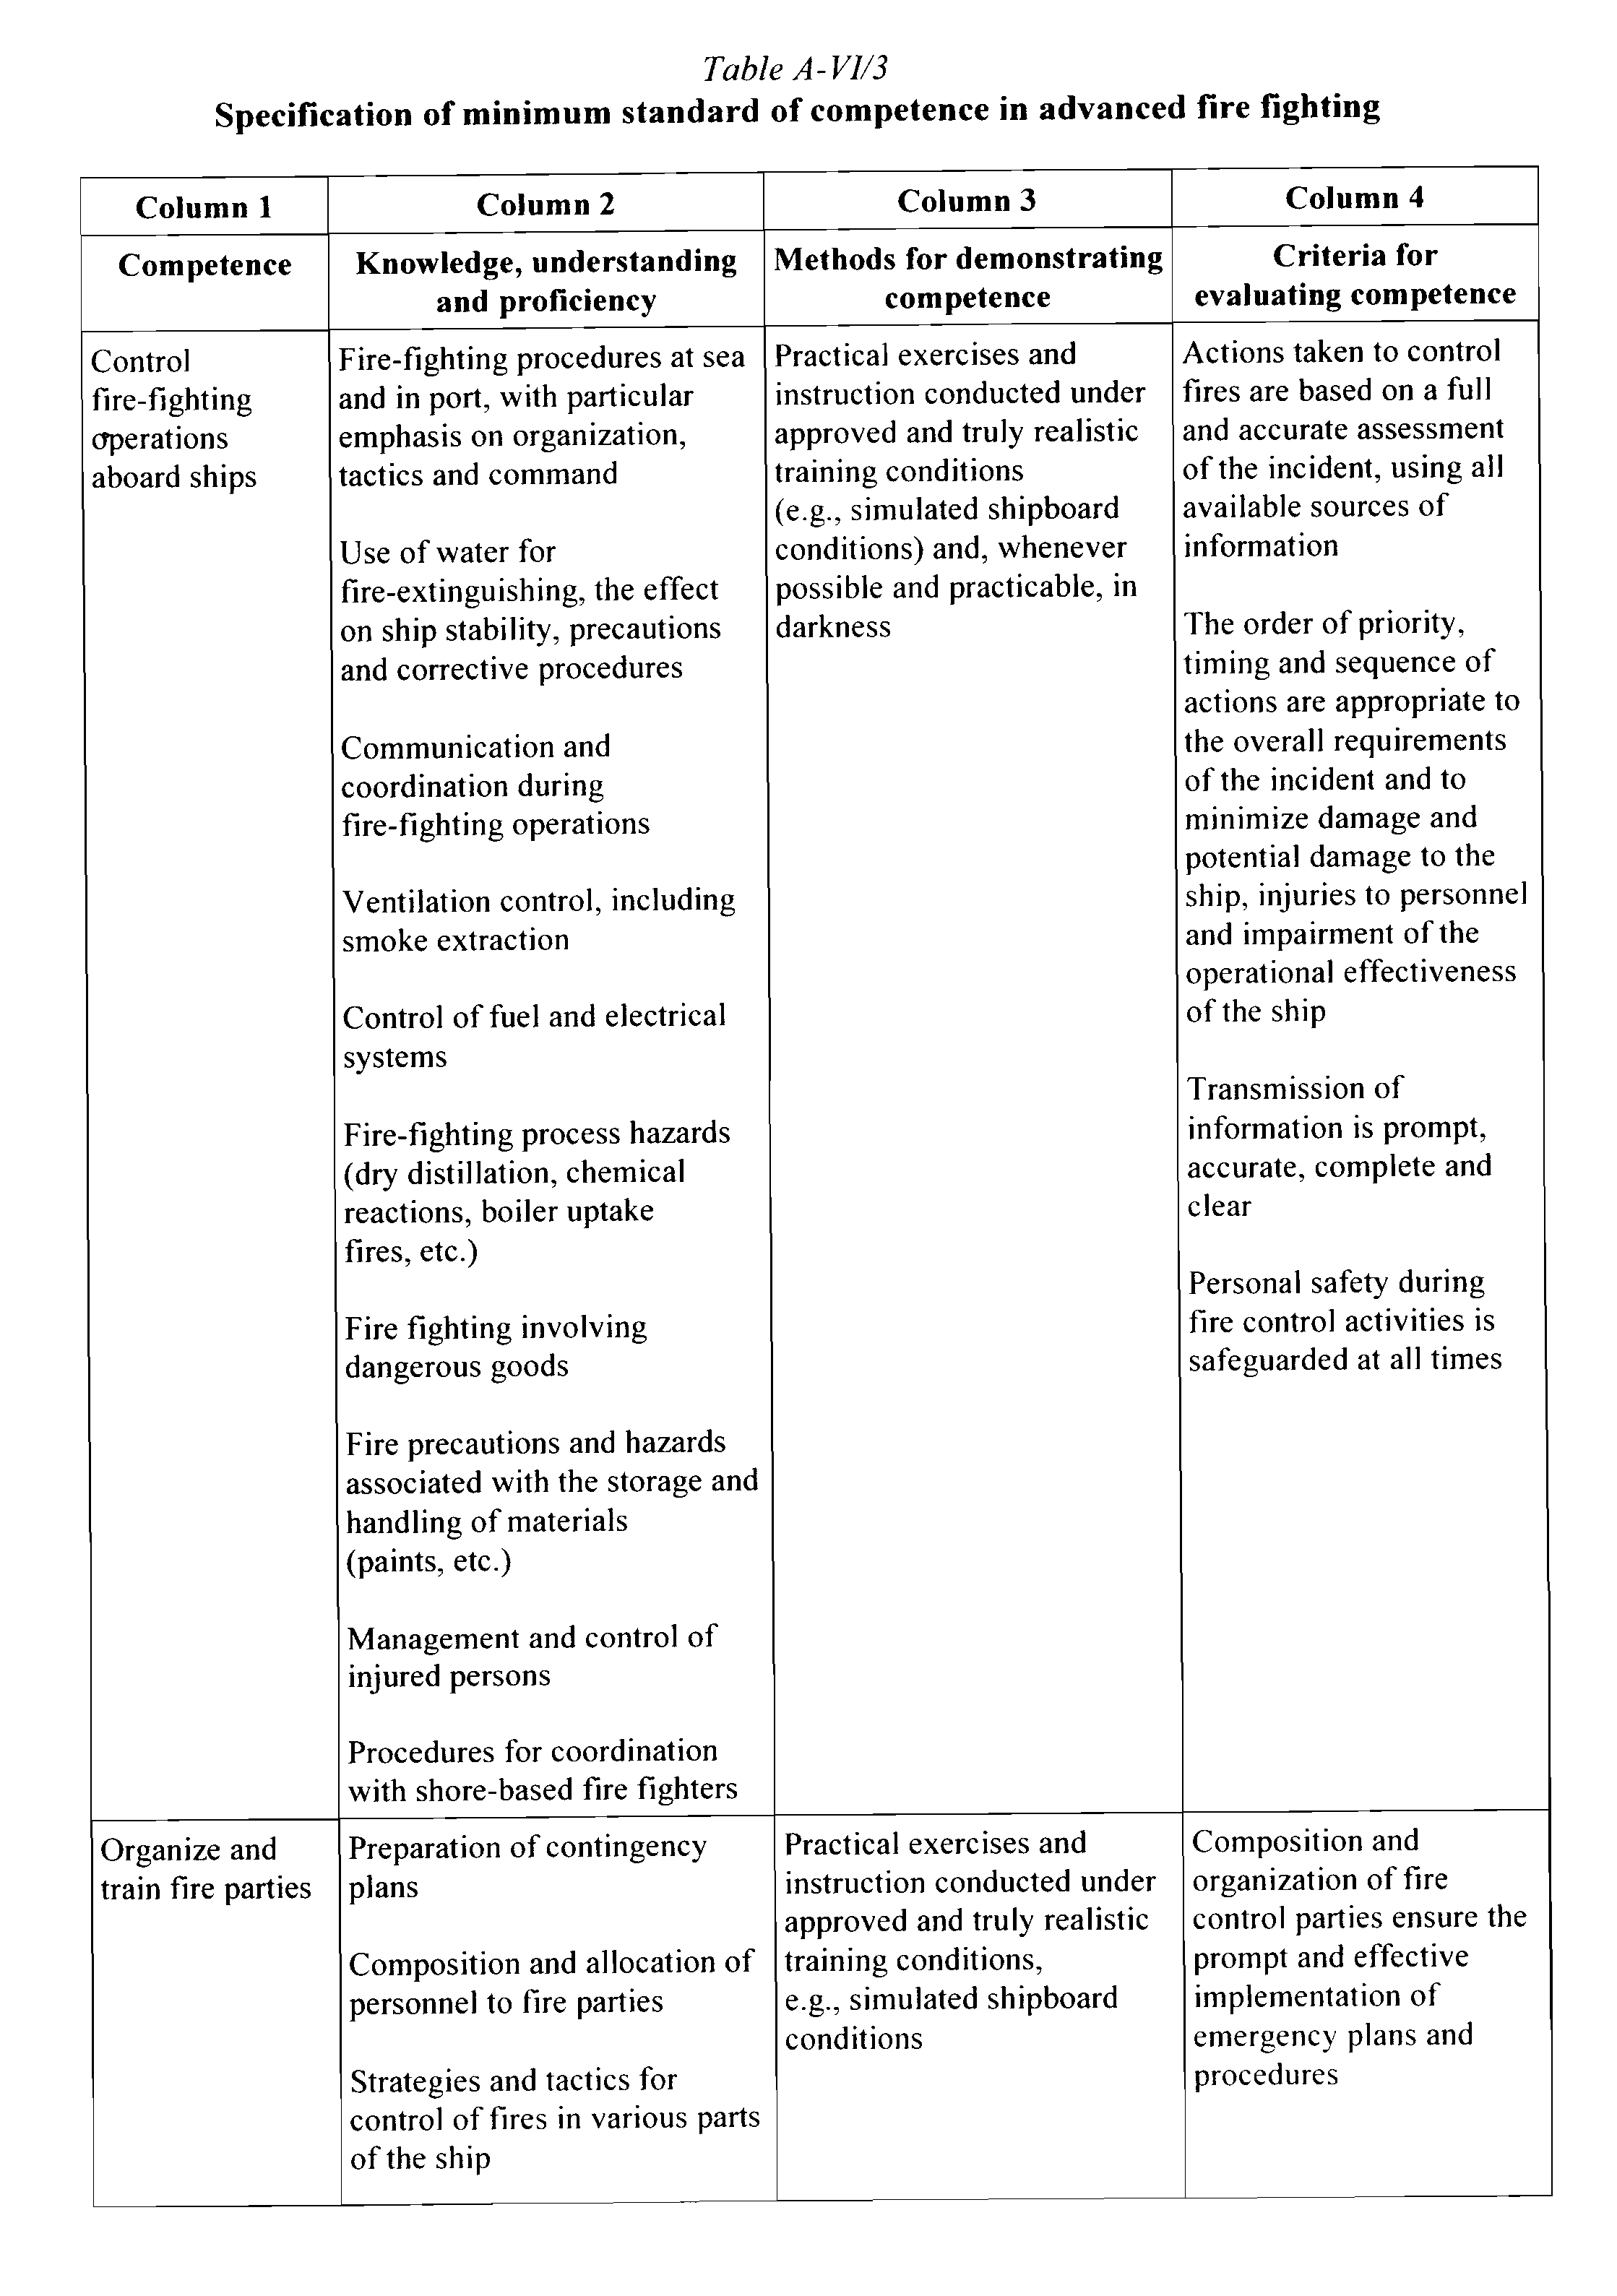 Table A-VI/3
Specification of minimum standard of competence in advanced fire fighting
Column 1
Column 2
Column 3
Column 4
Competence
Knowledge, understanding
and proficiency
Methods for demonstrating
competence
Criteria for
evaluating competence
Control
fire-fighting
operations
aboard ships
Fire-fighting procedures at sea
and in port, with particular
emphasis on organization,
tactics and command
Use of water for
fire-extinguishing, the effect
on ship stability, precautions
and corrective procedures
Communication and
coordination during
fire-fighting operations
Ventilation control, including
smoke extraction
Control of fuel and electrical
systems
Fire-fighting process hazards
(dry distillation, chemical
reactions, boiler uptake
fires, etc.)
Fire fighting involving
dangerous goods
Fire precautions and hazards
associated with the storage and
handling of materials
(paints, etc.)
Management and control of
injured persons
Procedures for coordination
with shore-based fire fighters
Practical exercises and
instruction conducted under
approved and truly realistic
training conditions
(e.g., simulated shipboard
conditions) and, whenever
possible and practicable, in
darkness
Actions taken to control
fires are based on a full
and accurate assessment
of the incident, using all
available sources of
information
The order of priority,
timing and sequence of
actions are appropriate to
the overall requirements
of the incident and to
minimize damage and
potential damage to the
ship, injuries to personnel
and impairment of the
operational effectiveness
of the ship
Transmission of
information is prompt,
accurate, complete and
clear
Personal safety during
fire control activities is
safeguarded at all times
Organize and
train fire parties
Preparation of contingency
plans
Composition and allocation of
personnel to fire parties
Strategies and tactics for
control of fires in various parts
of the ship
Practical exercises and
instruction conducted under
approved and truly realistic
training conditions,
e.g., simulated shipboard
conditions
Composition and
organization of fire
control parties ensure the
prompt and effective
implementation of
emergency plans and
procedures